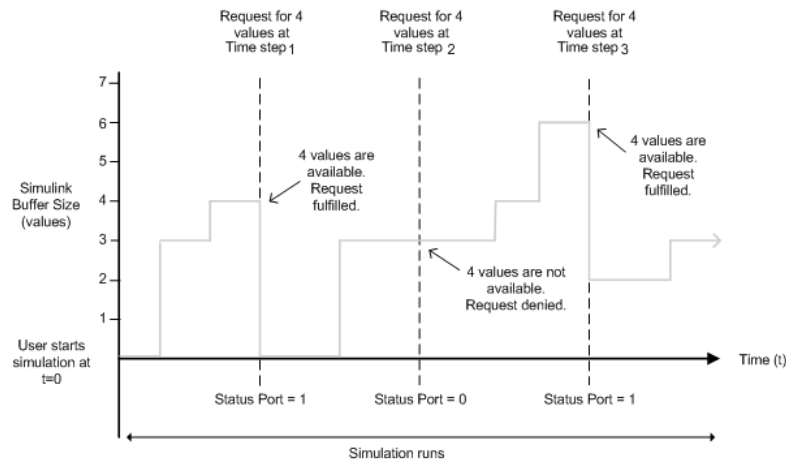 Request for 4
values at
Time step 1
Request for 4
values at
Time step 2
Request for 4
values at
Time step 3
7
6
5
4
3
2
1
Simulink
Buffer Size
(values)
4 values are
available.
Request
fulfilled.
4 values are not
available.
Request denied.
4 values are
available.
Request
fulfilled.
User starts
simulation at
t=0
Time (t)
Status Port = 1
Status Port = 0
Status Port = 1
Simulation runs